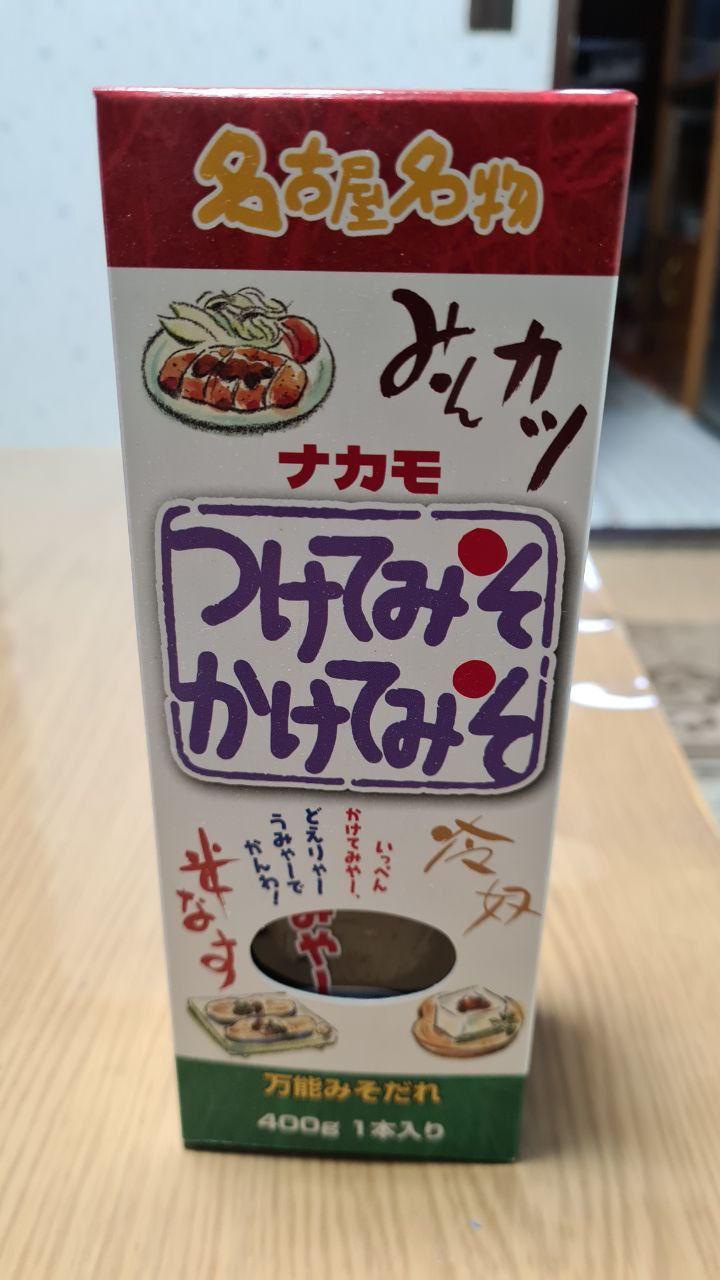 名古屋名物
みそカツ
ナカモ
つけてみそ
かけてみそ
いっぺん
かけてみやー、
どえりゃー
うみゃーで
かんわ!
米なす
冷奴
みやー
万能みそだれ
400g 1本入り